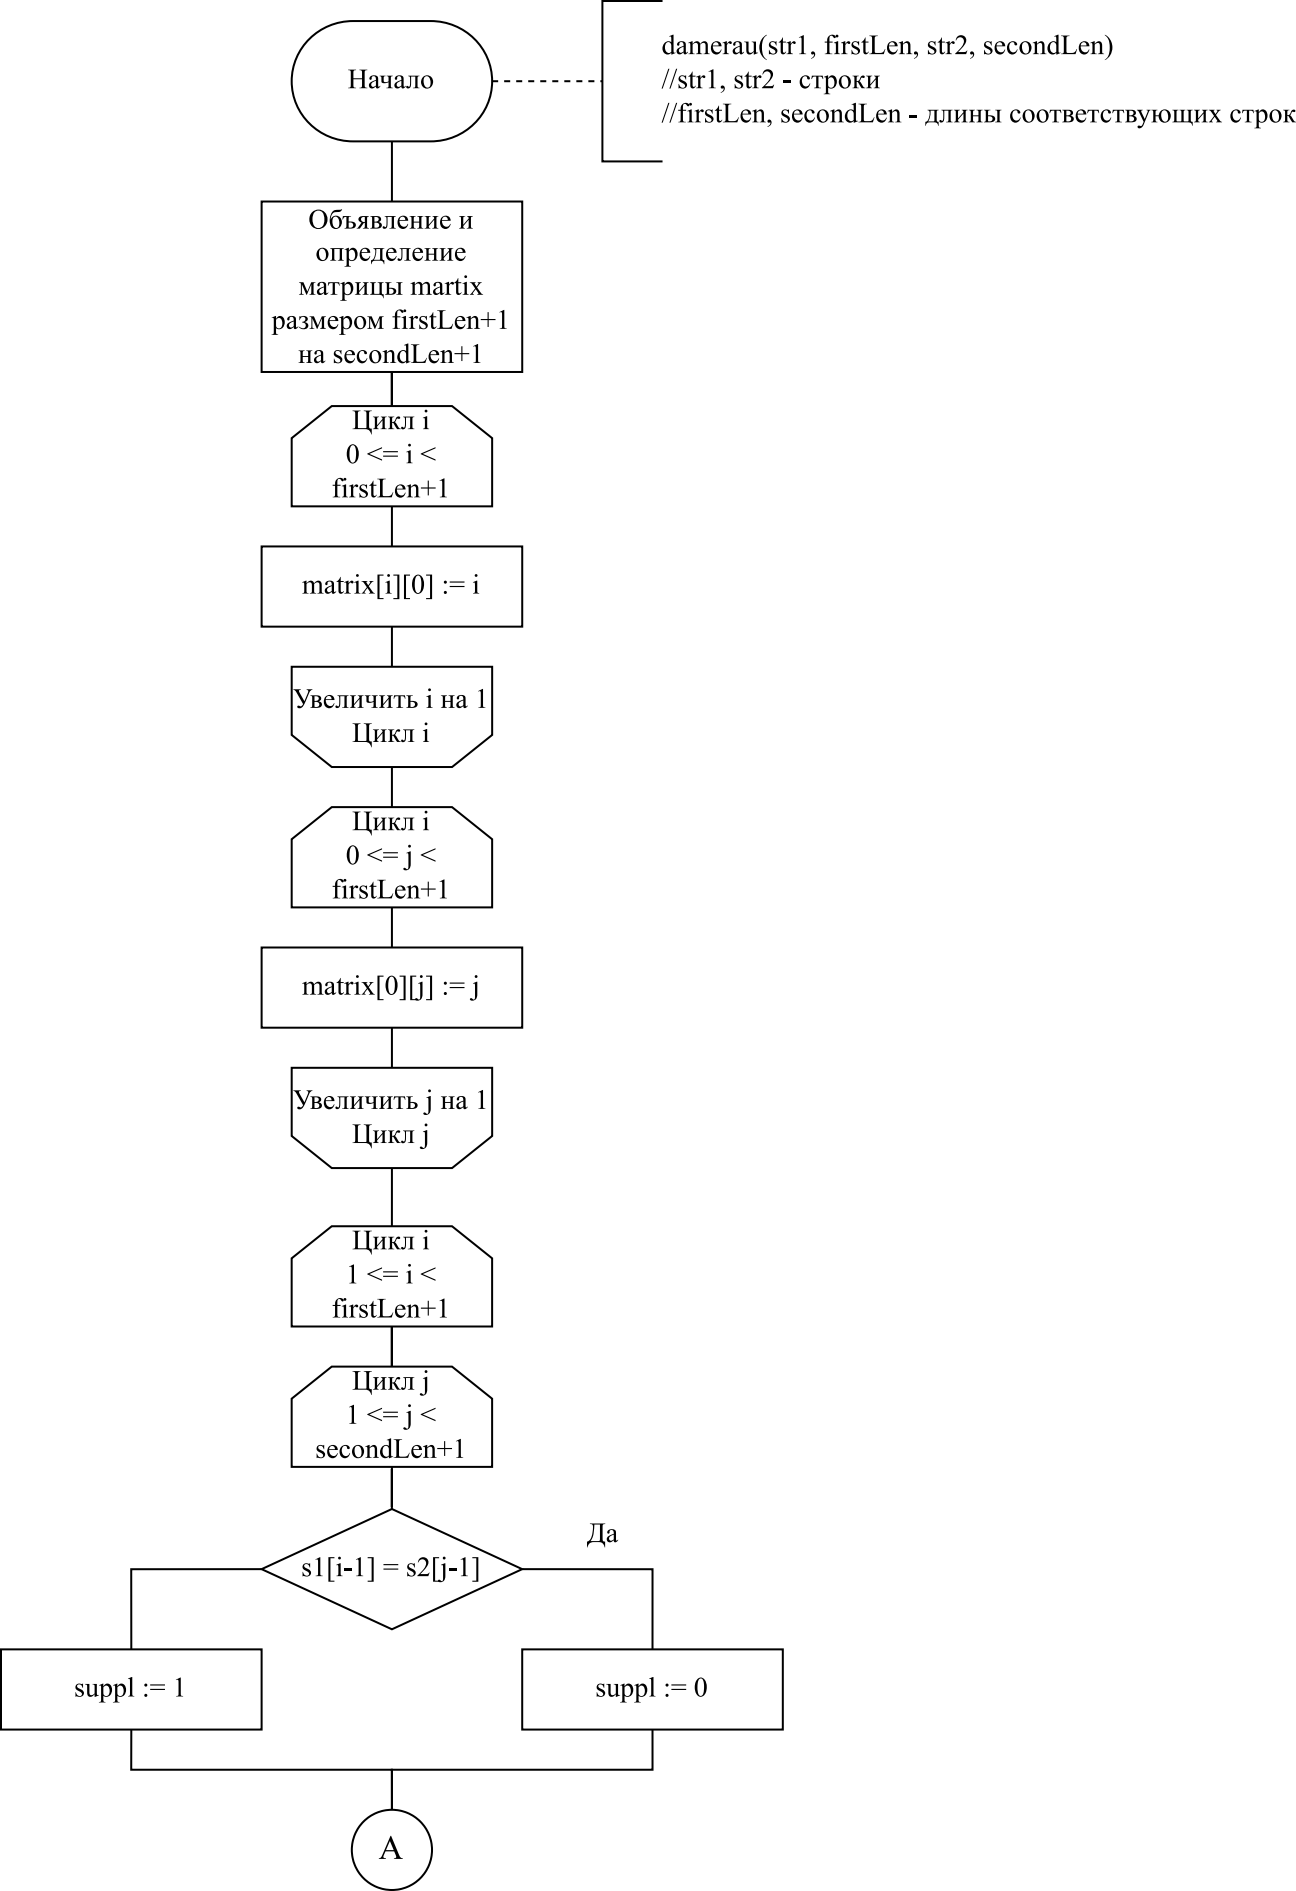 Начало
damerau(str1, firstLen, str2, secondLen)
//str1, str2 - строки
//firstLen, secondLen - длины соответствующих строк
Объявление и
определение
матрицы martix
размером firstLen+1
на secondLen+1
Цикл i
0 <= i <
firstLen+1
matrix[i][0] := i
Увеличить i на 1
Цикл i
Цикл i
0 <= j <
firstLen+1
matrix[0][j] := j
Увеличить j на 1
Цикл j
Цикл i
1 <= i <
firstLen+1
Цикл j
1 <= j <
secondLen+1
Да
s1[i-1] = s2[j-1]
suppl := 1
suppl := 0
A